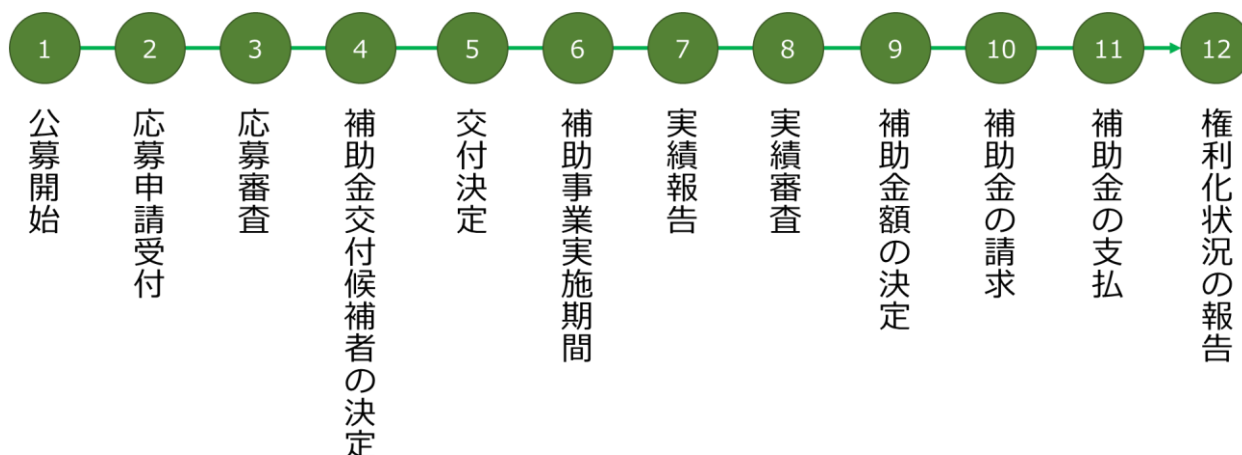 1
公募開始
2
応募申請受付
3
応募審査
4
補助金交付候補者の決定
5
交付決定
6
補助事業実施期間
7
実績報告
8
実績審査
9
補助金額の決定
10
補助金の請求
11
補助金の支払
12
権利化状況の報告